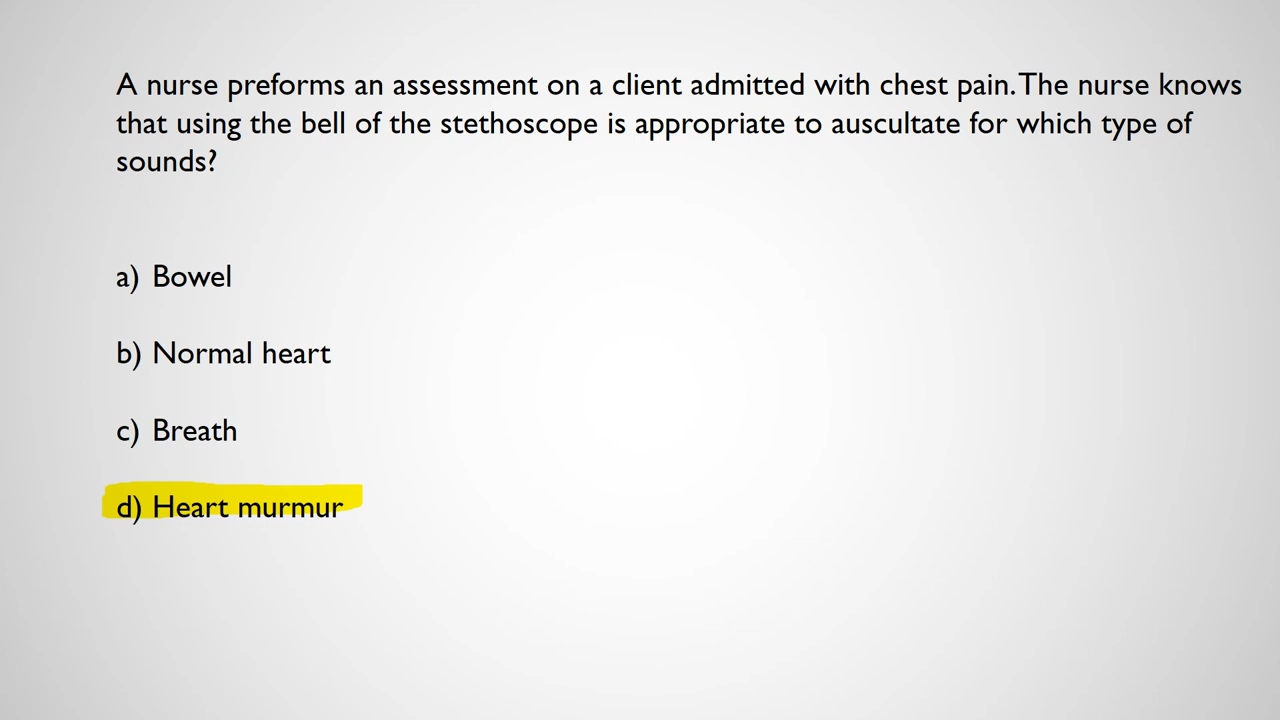 A nurse preforms an assessment on a client admitted with chest pain. The nurse knows
that using the bell of the stethoscope is appropriate to auscultate for which type of
sounds?
a) Bowel
b) Normal heart
c) Breath
d) Heart murmur